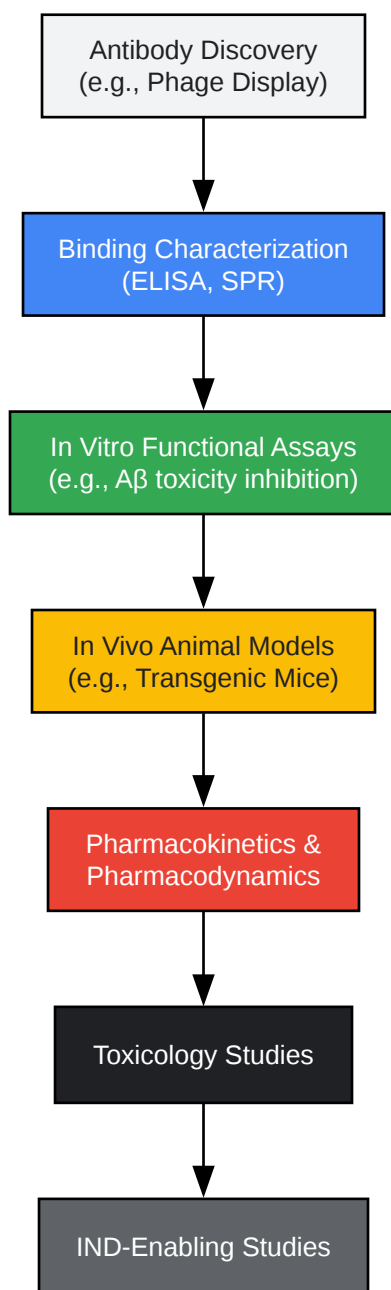 Antibody Discovery
(e.g., Phage Display)
Binding Characterization
(ELISA, SPR)
In Vitro Functional Assays
(e.g., Aβ toxicity inhibition)
In Vivo Animal Models
(e.g., Transgenic Mice)
Pharmacokinetics &
Pharmacodynamics
Toxicology Studies
IND-Enabling Studies